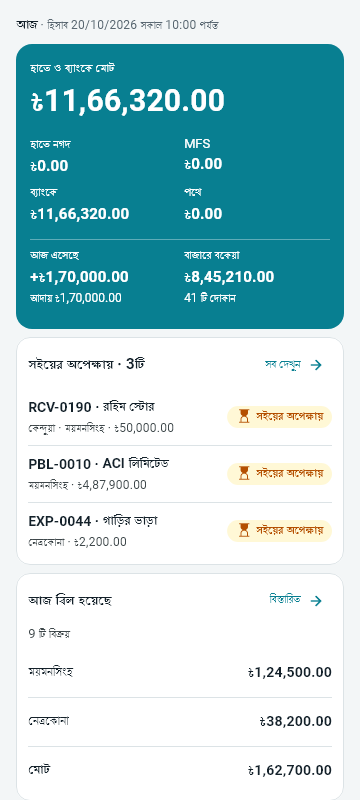 আজ · হিসাব 20/10/2026 সকাল 10:00 পর্যন্ত
হাতে ও ব্যাংকে মোট
৳11,66,320.00
হাতে নগদ
MFS
৳0.00
৳0.00
ব্যাংকে
পথে
৳11,66,320.00
৳0.00
আজ এসেছে
বাজারে বকেয়া
+৳1,70,000.00
৳8,45,210.00
আদায় ৳1,70,000.00
41 টি দোকান
সইয়ের অপেক্ষায় · 3টি
সব দেখুন →
RCV-0190 · রহিম স্টোর
সইয়ের অপেক্ষায়
কেন্দুয়া · ময়মনসিংহ · ৳50,000.00
PBL-0010 · ACI লিমিটেড
সইয়ের অপেক্ষায়
ময়মনসিংহ · ৳4,87,900.00
EXP-0044 · গাড়ির ভাড়া
সইয়ের অপেক্ষায়
নেত্রকোনা · ৳2,200.00
আজ বিল হয়েছে
বিস্তারিত →
9 টি বিক্রয়
ময়মনসিংহ
৳1,24,500.00
নেত্রকোনা
৳38,200.00
মোট
৳1,62,700.00